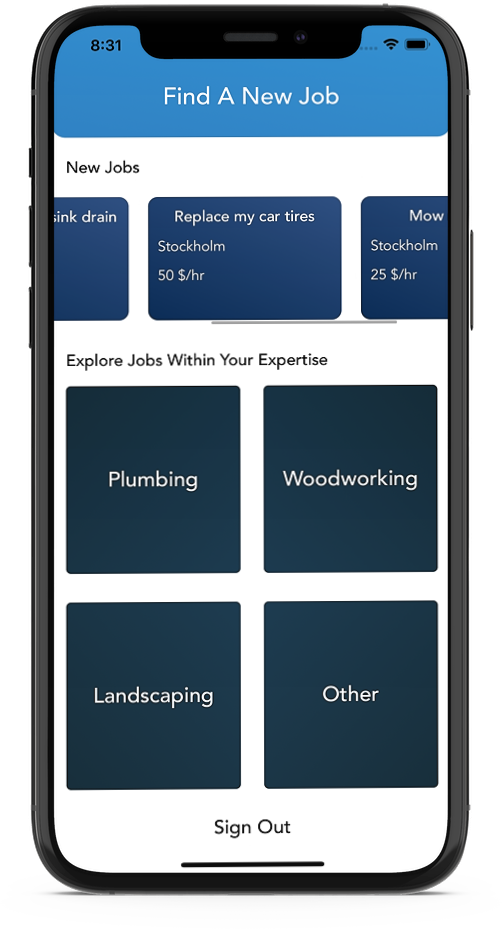 8:31
Find A New Job
New Jobs
sink drain
Replace my car tires
Stockholm
50 $/hr
Mow
Stockholm
25 $/hr
Explore Jobs Within Your Expertise
Plumbing
Woodworking
Landscaping
Other
Sign Out